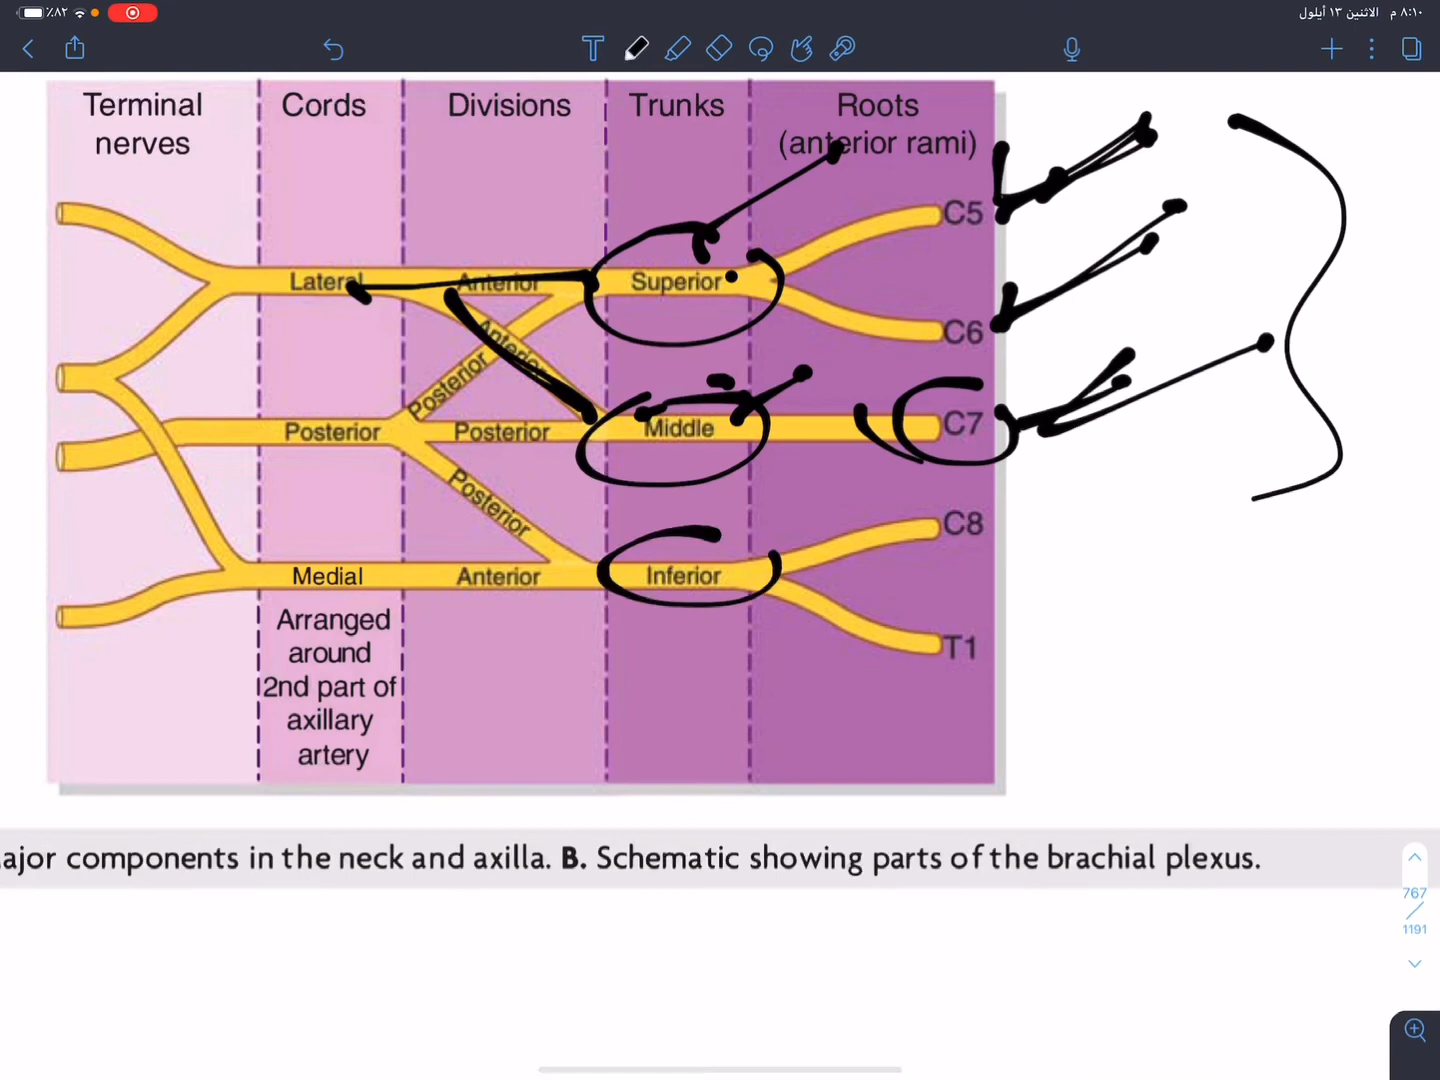 ٪٨٢
٨:١٠ م الاثنين ١٣ أيلول
Terminal
nerves
Cords
Divisions
Trunks
Roots
(anterior rami)
C5
Lateral
Anterior
Superior
Anterior
C6
Posterior
Posterior
Posterior
Middle
C7
Posterior
C8
Medial
Anterior
Inferior
T1
Arranged
around
2nd part of
axillary
artery
ajor components in the neck and axilla. B. Schematic showing parts of the brachial plexus.
767
1191